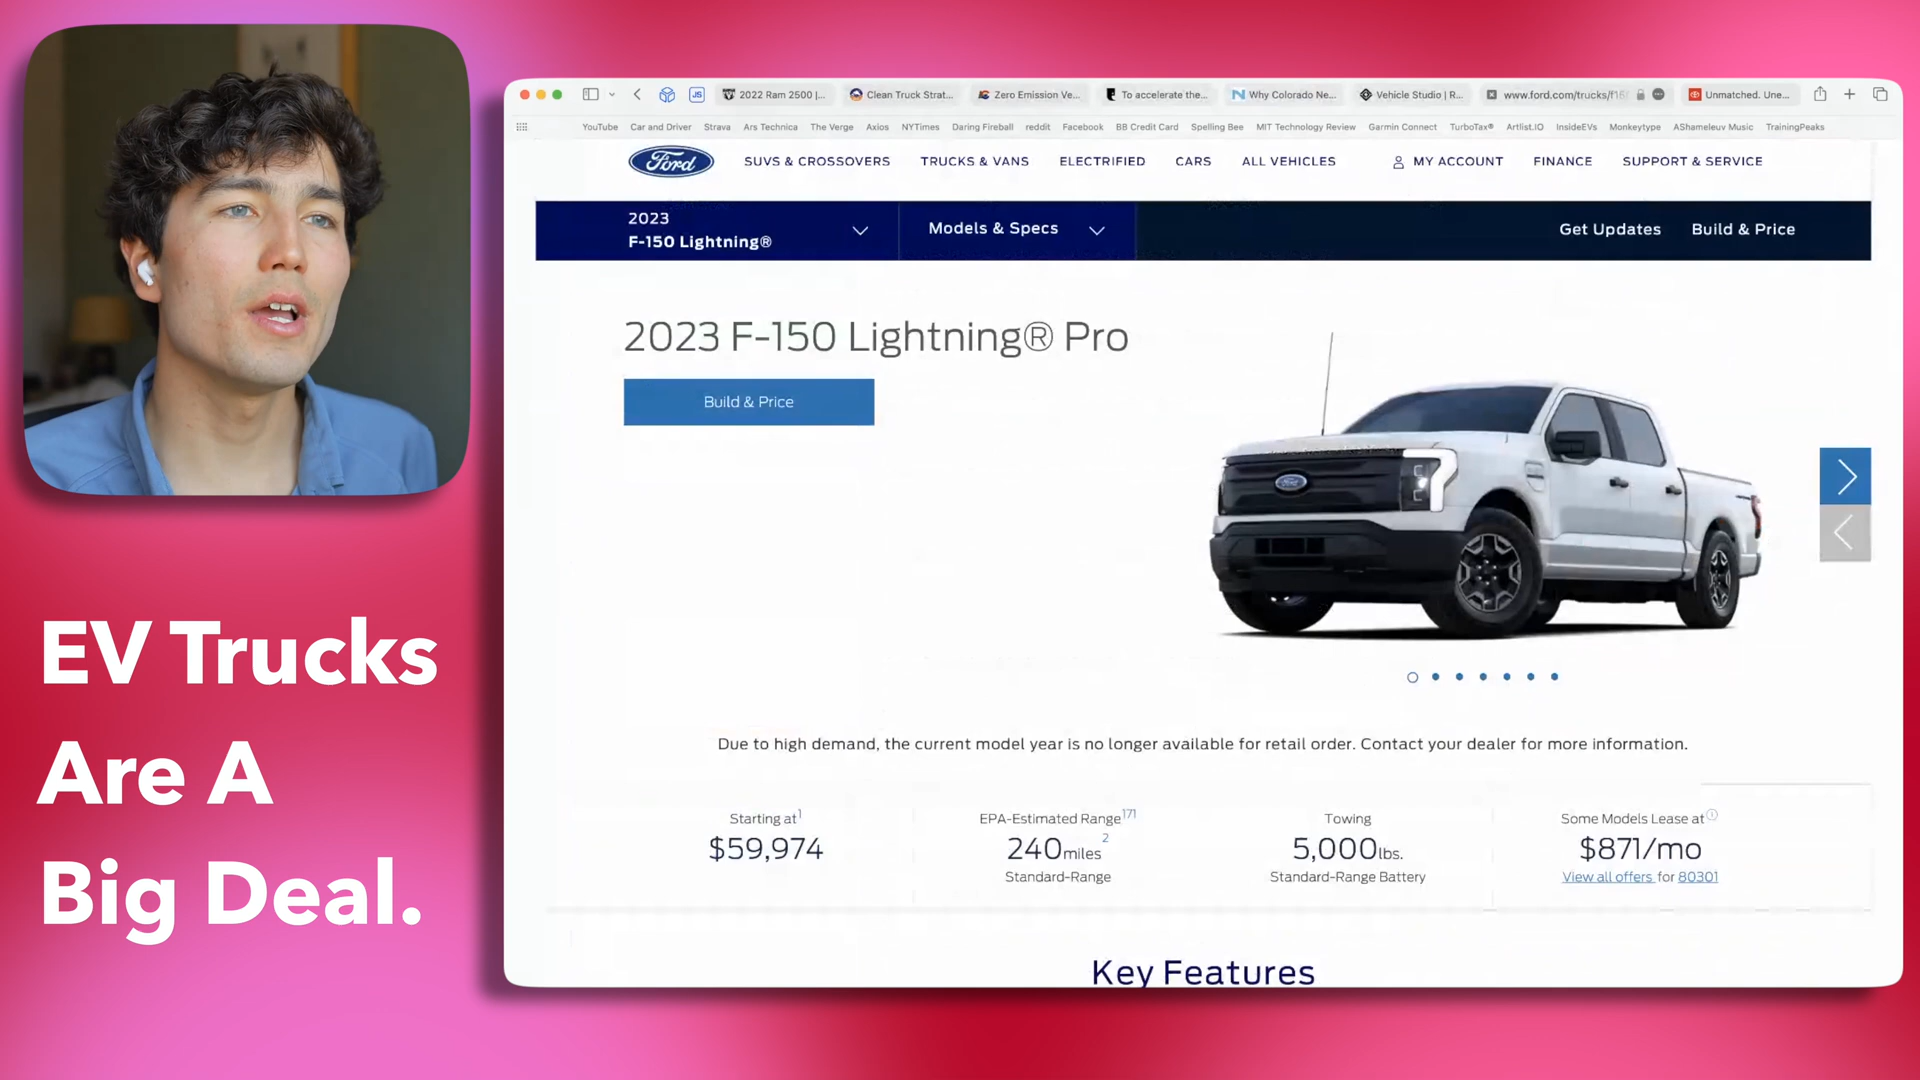 EV Trucks
Are A
Big Deal.
JS
2022 Ram 2500 |...
Clean Truck Strat...
Zero Emission Ve...
To accelerate the...
Why Colorado Ne...
Vehicle Studio | R...
www.ford.com/trucks/f15
Unmatched. Une...
YouTube Car and Driver Strava Ars Technica The Verge Axios NYTimes Daring Fireball reddit Facebook BB Credit Card Spelling Bee MIT Technology Review Garmin Connect TurboTax® Artlist.IO InsideEVs Monkeytype AShameleuv Music TrainingPeaks
Ford SUVS & CROSSOVERS TRUCKS & VANS ELECTRIFIED CARS ALL VEHICLES MY ACCOUNT FINANCE SUPPORT & SERVICE
2023
F-150 Lightning®
Models & Specs
Get Updates
Build & Price
2023 F-150 Lightning® Pro
Build & Price
Due to high demand, the current model year is no longer available for retail order. Contact your dealer for more information.
Starting at1
$59,974
EPA-Estimated Range171
240miles2
Standard-Range
Towing
5,000lbs.
Standard-Range Battery
Some Models Lease at
$871/mo
View all offers for 80301
Key Features